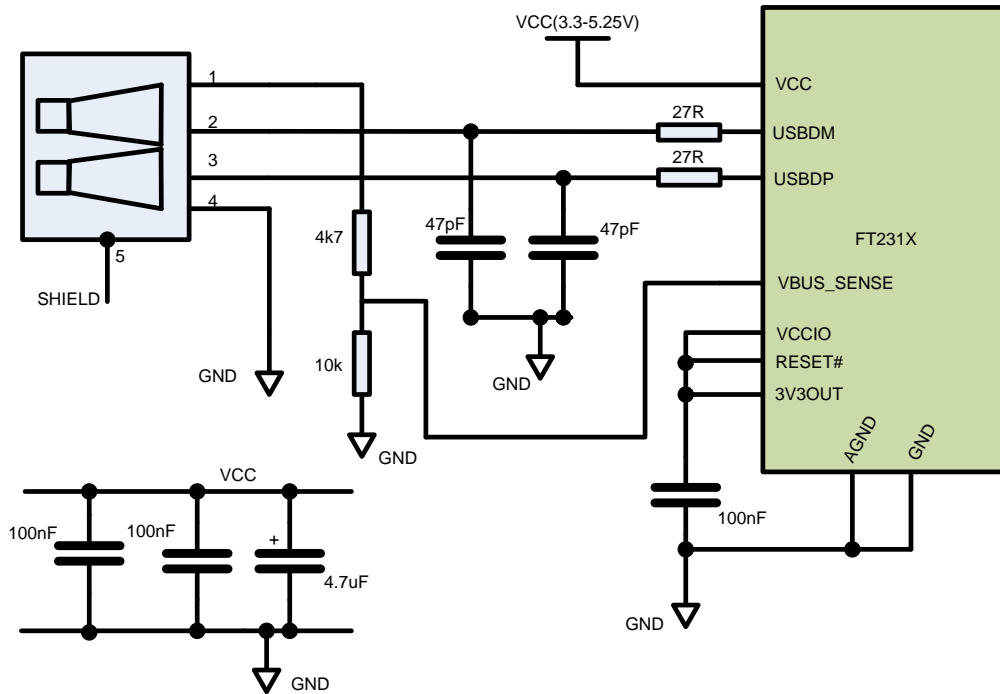 VCC(3.3-5.25V)
1
2
3
4
5
SHIELD
GND
4k7
10k
GND
47pF
47pF
GND
27R
27R
VCC
USBDM
USBDP
FT231X
VBUS_SENSE
VCCIO
RESET#
3V3OUT
AGND
GND
100nF
GND
VCC
100nF
100nF
+
4.7uF
GND